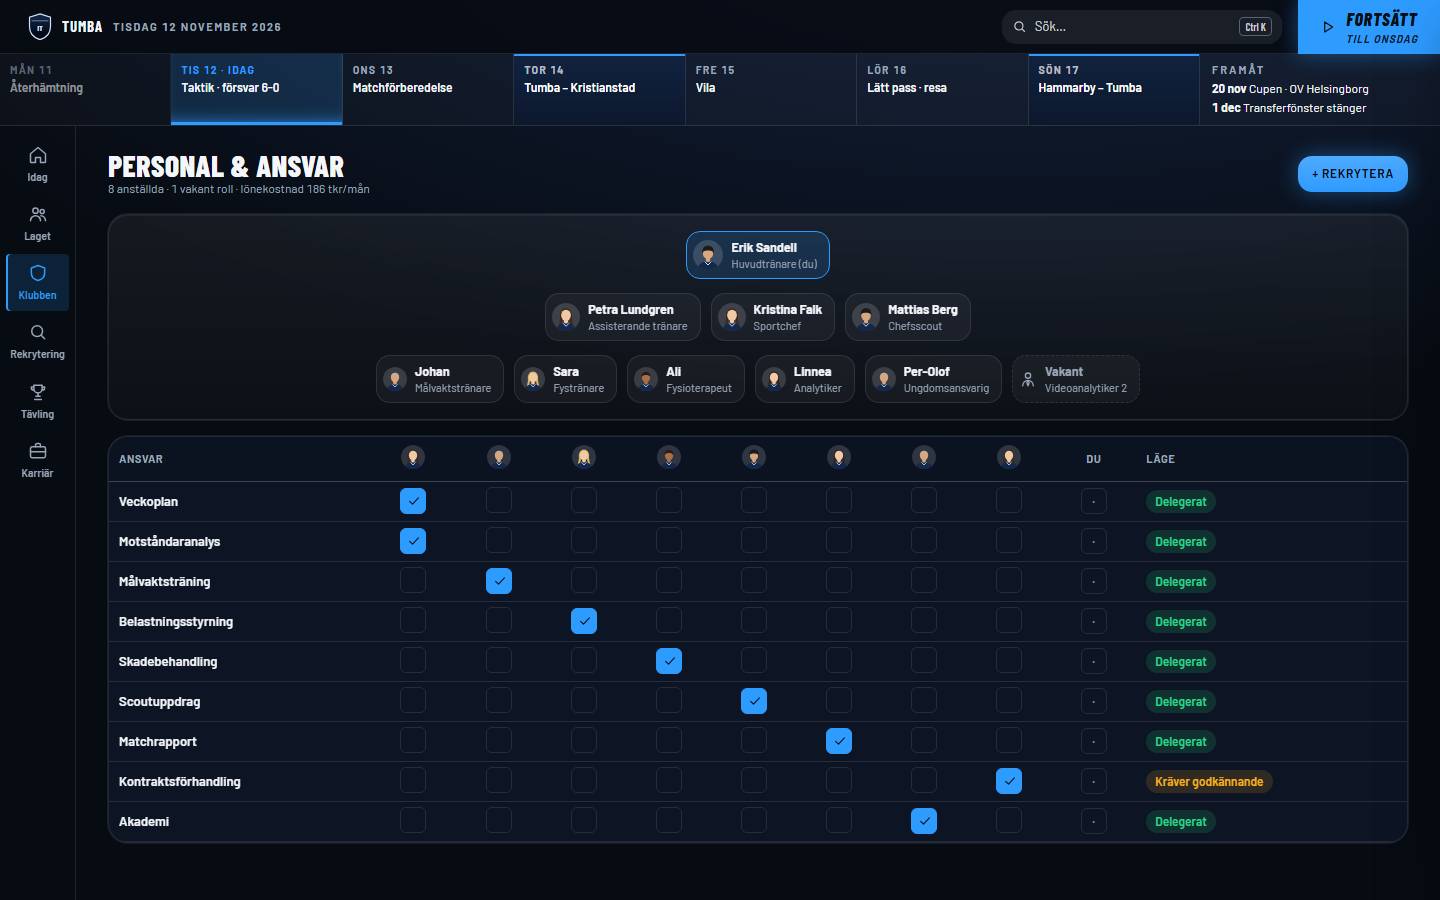 TUMBA TISDAG 12 NOVEMBER 2026
Sök... Ctrl K
FORTSÄTT
TILL ONSDAG
MÅN 11
Återhämtning
TIS 12 · IDAG
Taktik · försvar 6-0
ONS 13
Matchförberedelse
TOR 14
Tumba – Kristianstad
FRE 15
Vila
LÖR 16
Lätt pass · resa
SÖN 17
Hammarby – Tumba
FRAMÅT
20 nov Cupen · OV Helsingborg
1 dec Transferfönster stänger
Idag
Laget
Klubben
Rekrytering
Tävling
Karriär
PERSONAL & ANSVAR
8 anställda · 1 vakant roll · lönekostnad 186 tkr/mån
+ REKRYTERA
Erik Sandell
Huvudtränare (du)
Petra Lundgren
Assisterande tränare
Kristina Falk
Sportchef
Mattias Berg
Chefsscout
Johan
Målvaktstränare
Sara
Fystränare
Ali
Fysioterapeut
Linnea
Analytiker
Per-Olof
Ungdomsansvarig
Vakant
Videoanalytiker 2
ANSVAR DU LÄGE
Veckoplan Delegerat
Motståndaranalys Delegerat
Målvaktsträning Delegerat
Belastningsstyrning Delegerat
Skadebehandling Delegerat
Scoutuppdrag Delegerat
Matchrapport Delegerat
Kontraktsförhandling Kräver godkännande
Akademi Delegerat